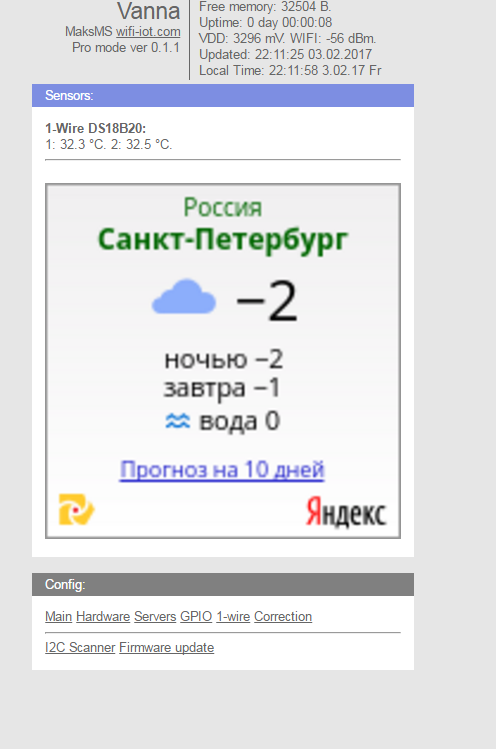 Vanna
MaksMS wifi-iot.com
Pro mode ver 0.1.1
Free memory: 32504 B.
Uptime: 0 day 00:00:08
VDD: 3296 mV. WIFI: -56 dBm.
Updated: 22:11:25 03.02.2017
Local Time: 22:11:58 3.02.17 Fr
Sensors:
1-Wire DS18B20:
1: 32.3 °C. 2: 32.5 °C.
Россия
Санкт-Петербург
−2
ночью −2
завтра −1
вода 0
Прогноз на 10 дней
Яндекс
Config:
Main Hardware Servers GPIO 1-wire Correction
I2C Scanner Firmware update